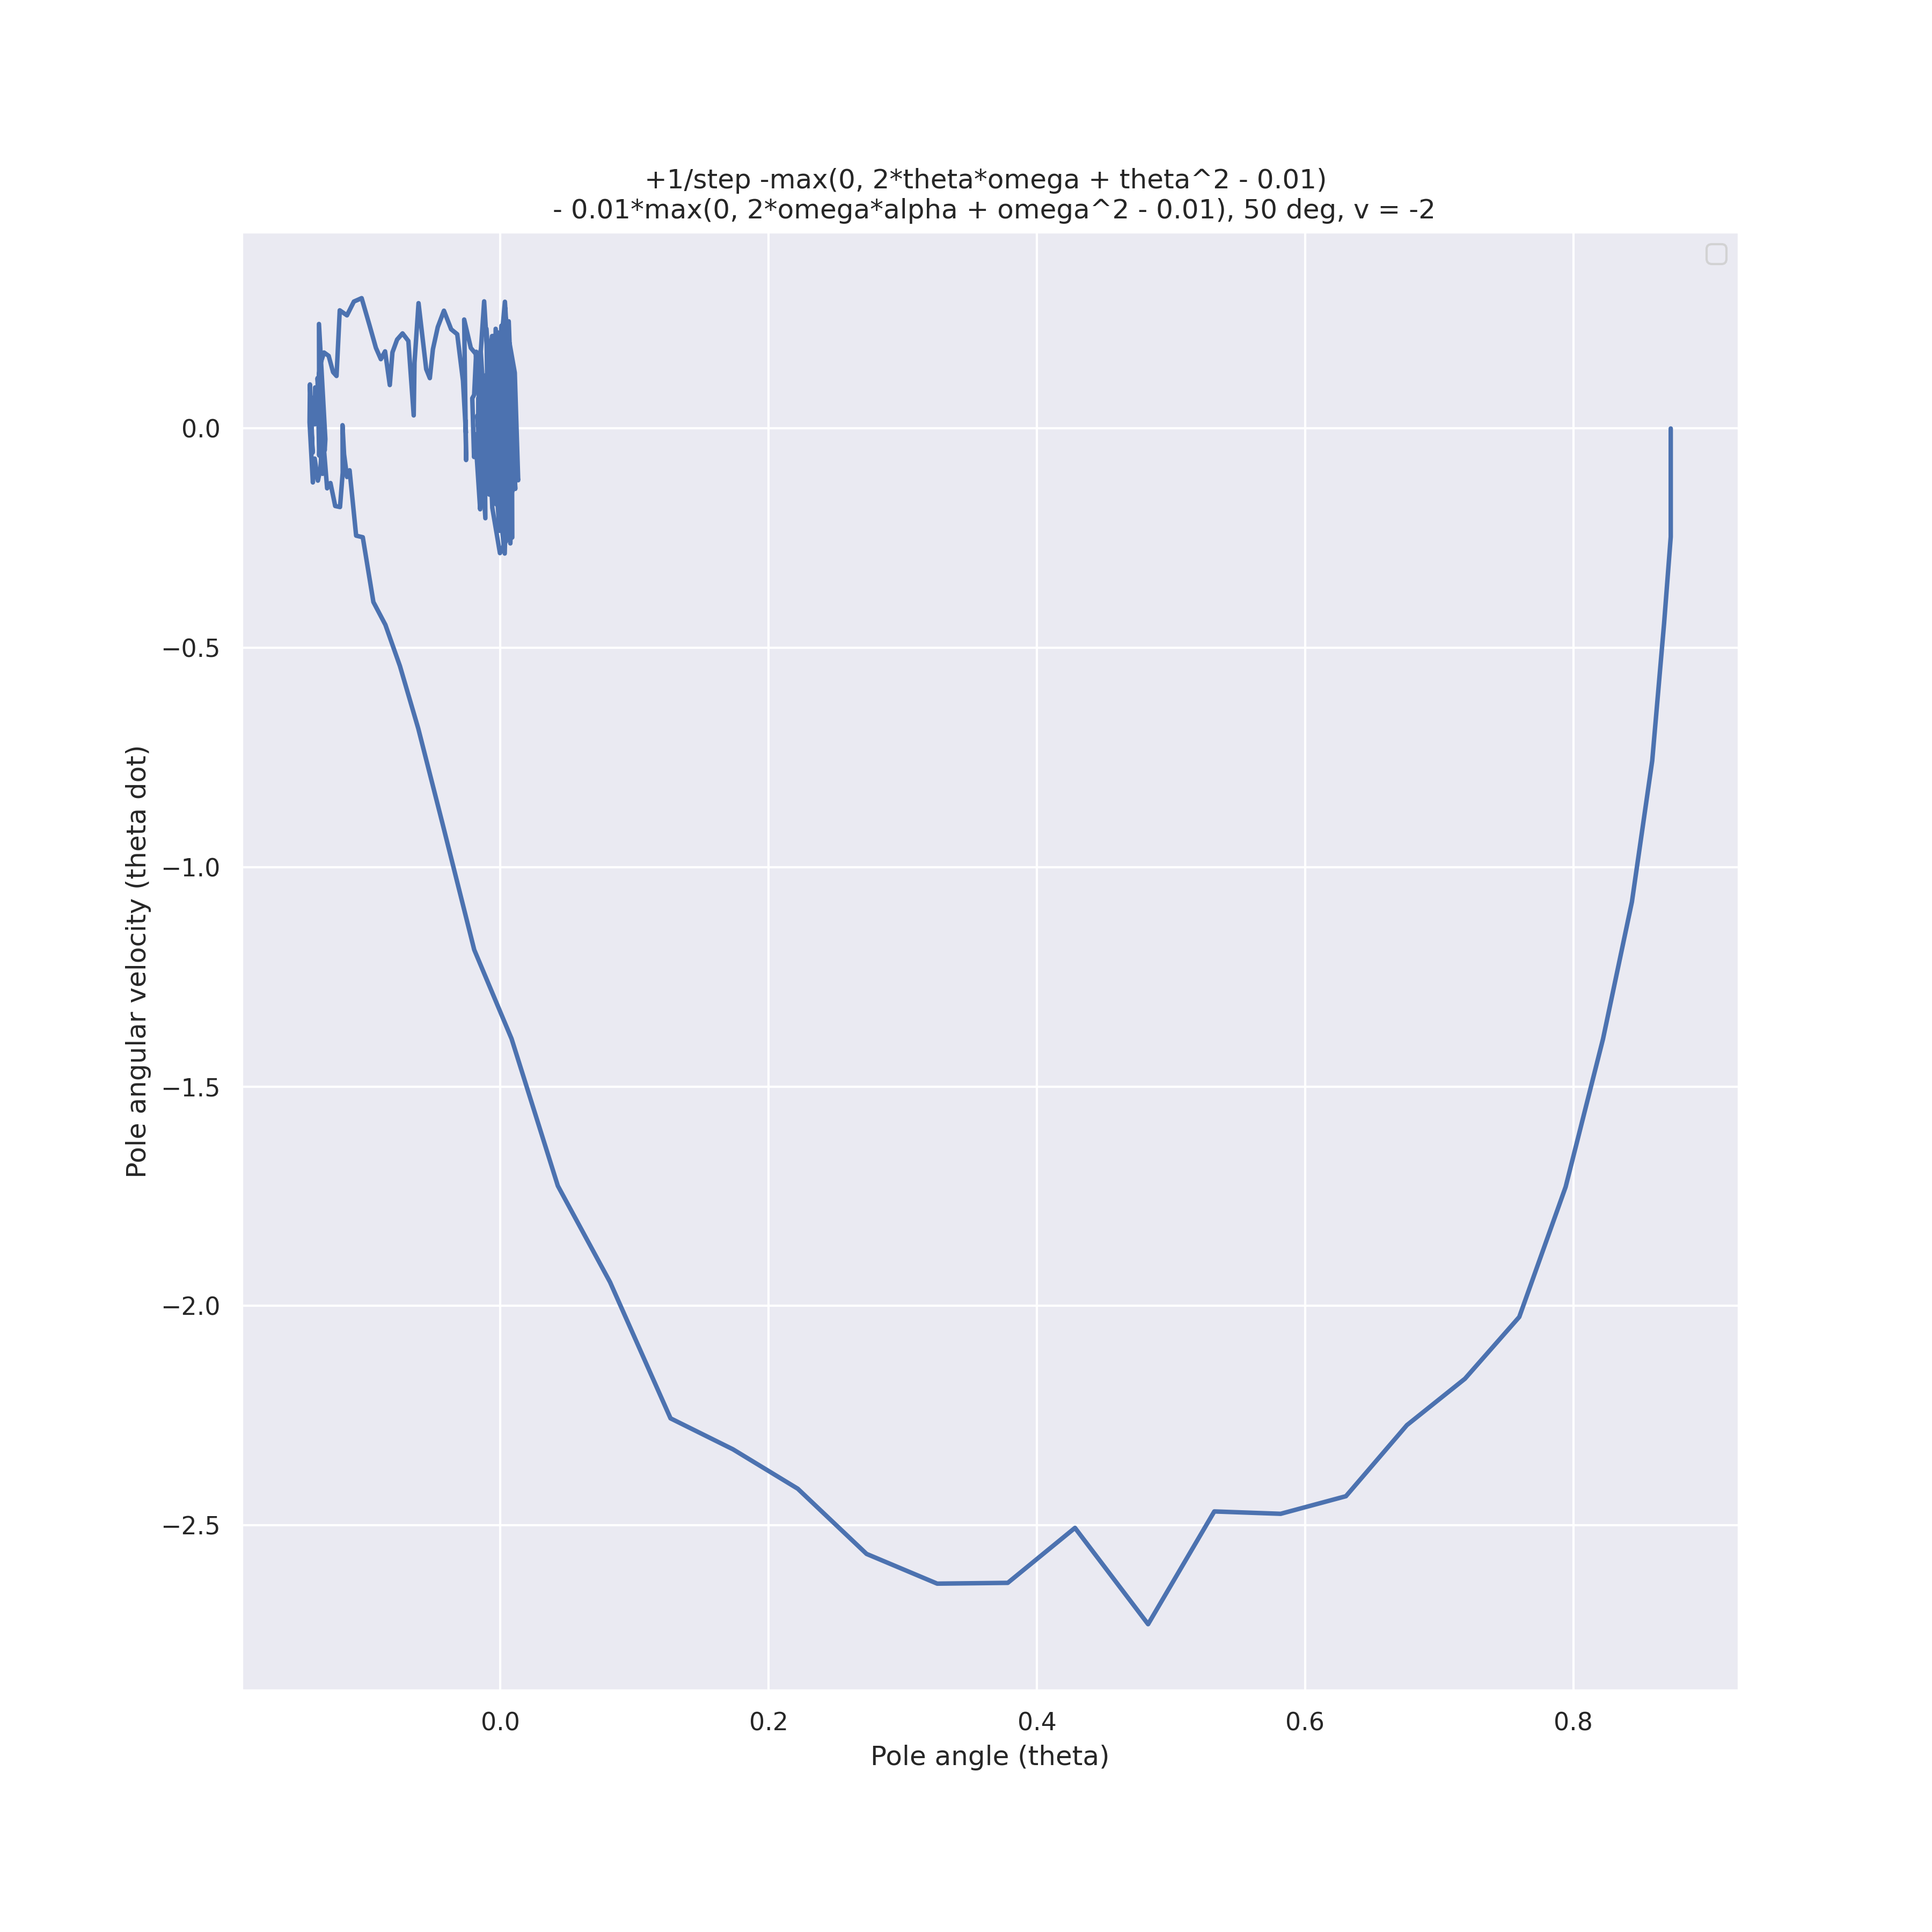 +1/step -max(0, 2*theta*omega + theta^2 - 0.01)
- 0.01*max(0, 2*omega*alpha + omega^2 - 0.01), 50 deg, v = -2
Pole angular velocity (theta dot)
0.0
−0.5
−1.0
−1.5
−2.0
−2.5
0.0 0.2 0.4 0.6 0.8
Pole angle (theta)